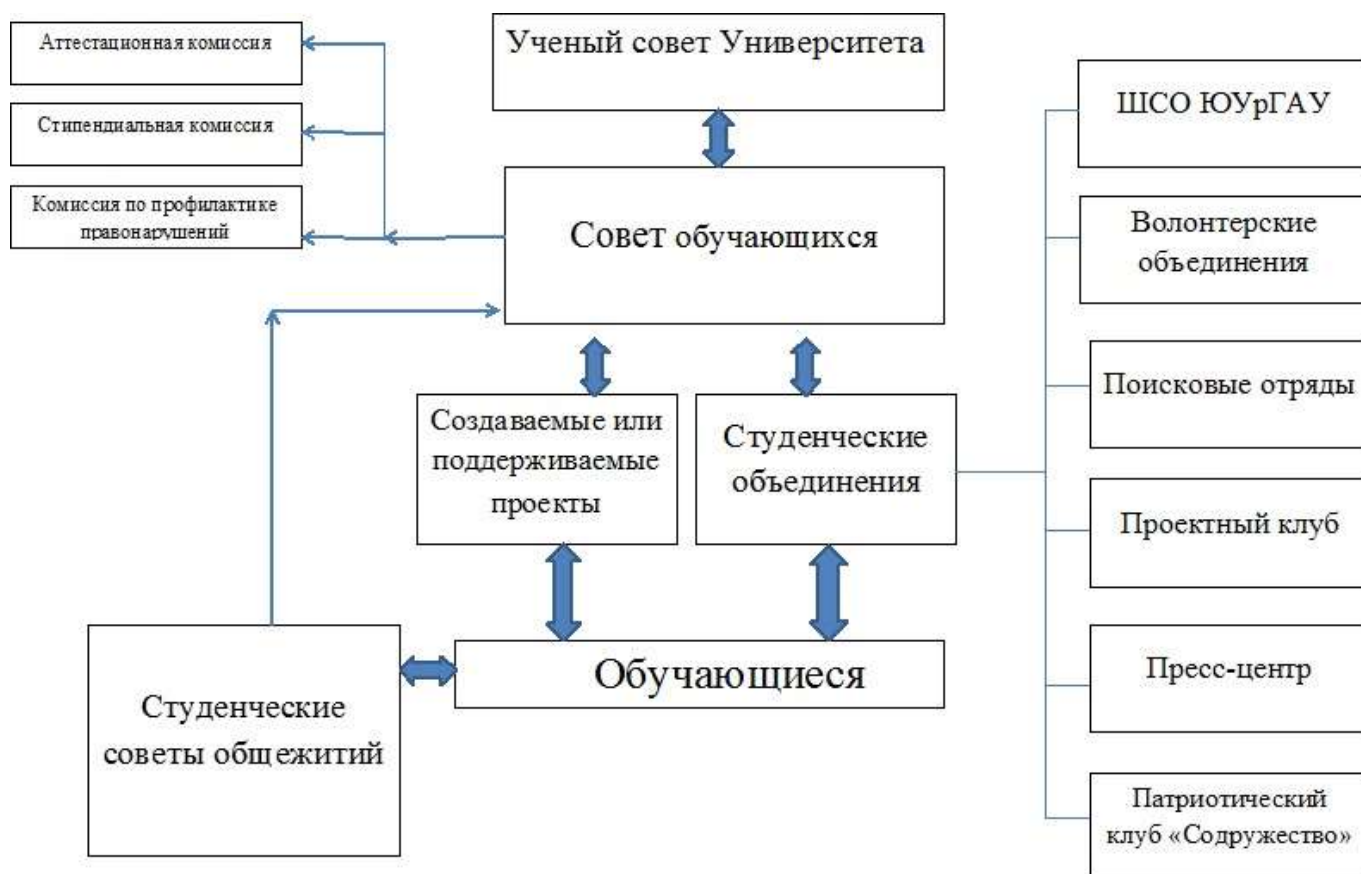 Аттестационная комиссия
Стипендиальная комиссия
Комиссия по профилактике
правонарушений
Ученый совет Университета
Совет обучающихся
Создаваемые или
поддерживаемые
проекты
Студенческие
объединения
Обучающиеся
Студенческие
советы общежитий
ШСО ЮУрГАУ
Волонтерские
объединения
Поисковые отряды
Проектный клуб
Пресс-центр
Патриотический
клуб «Содружество»